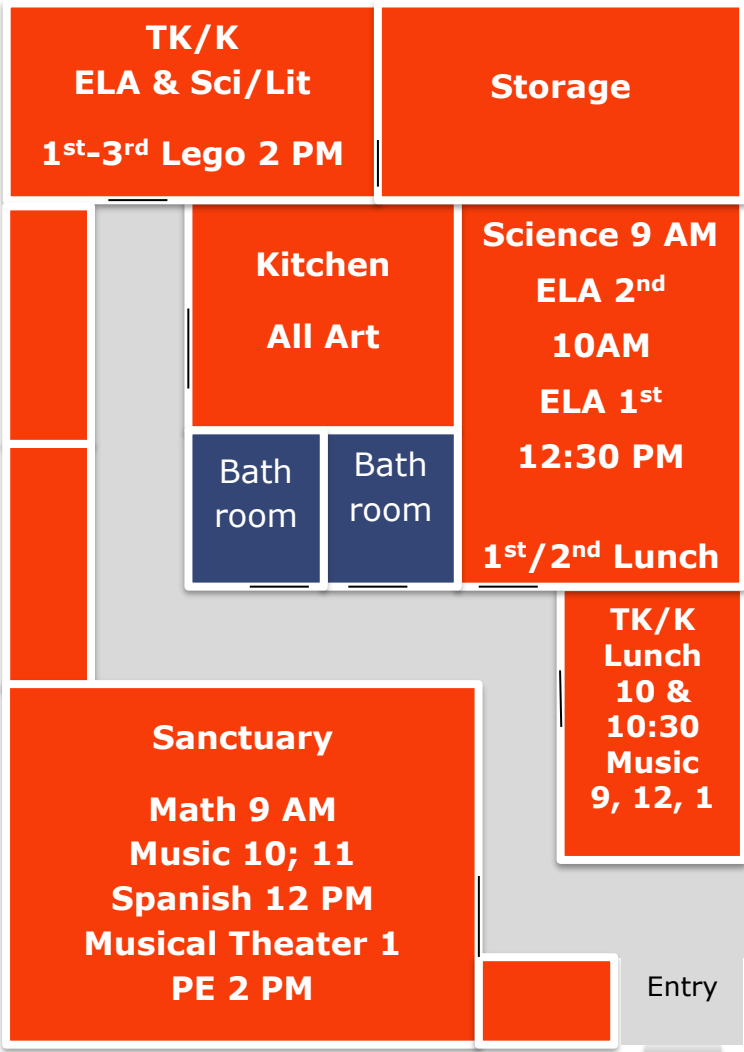 TK/K
ELA & Sci/Lit
1st-3rd Lego 2 PM
Storage
Kitchen
All Art
Science 9 AM
ELA 2nd
10AM
ELA 1st
12:30 PM
1st/2nd Lunch
Bath
room
Bath
room
TK/K
Lunch
10 &
10:30
Music
9, 12, 1
Sanctuary
Math 9 AM
Music 10; 11
Spanish 12 PM
Musical Theater 1
PE 2 PM
Entry